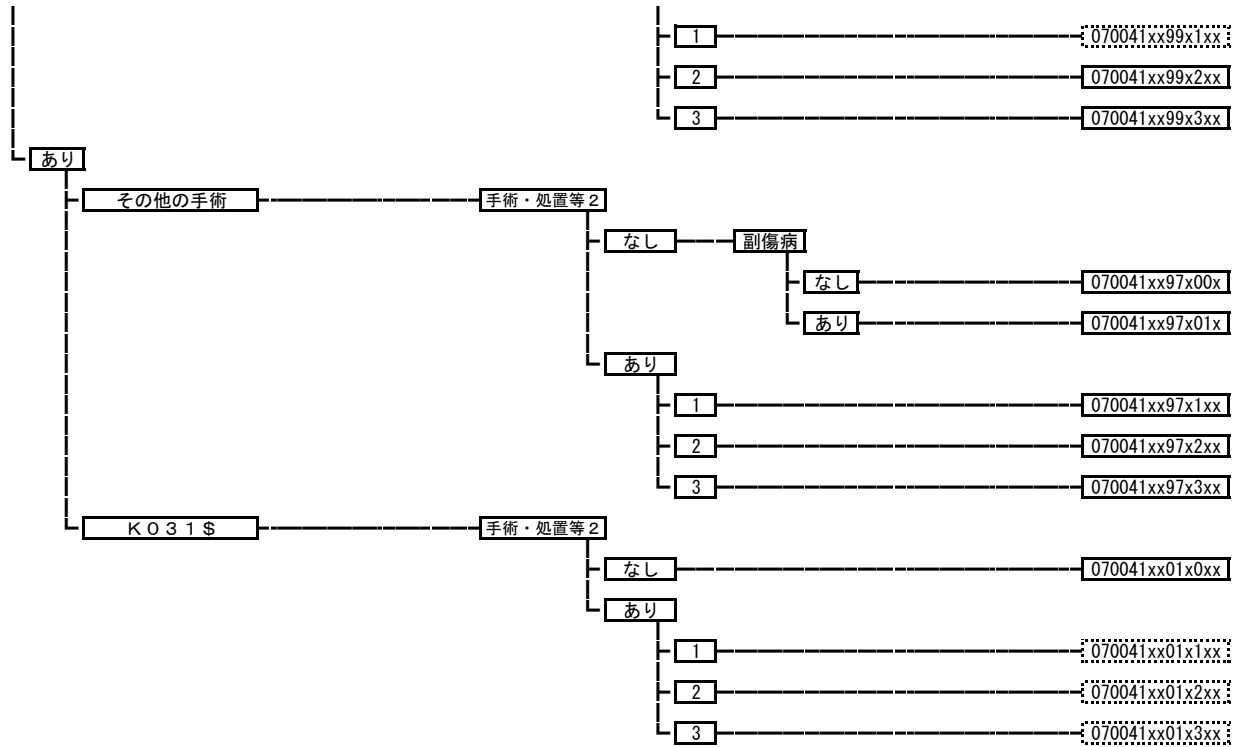 1 070041xx99x1xx
2 070041xx99x2xx
3 070041xx99x3xx
あり
その他の手術 手術・処置等2
なし 副傷病
なし 070041xx97x00x
あり 070041xx97x01x
あり
1 070041xx97x1xx
2 070041xx97x2xx
3 070041xx97x3xx
K031$ 手術・処置等2
なし 070041xx01x0xx
あり
1 070041xx01x1xx
2 070041xx01x2xx
3 070041xx01x3xx